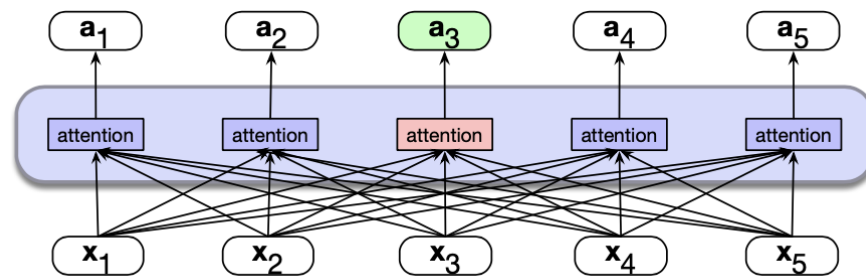 a1 a2 a3 a4 a5
attention attention attention attention attention
x1 x2 x3 x4 x5